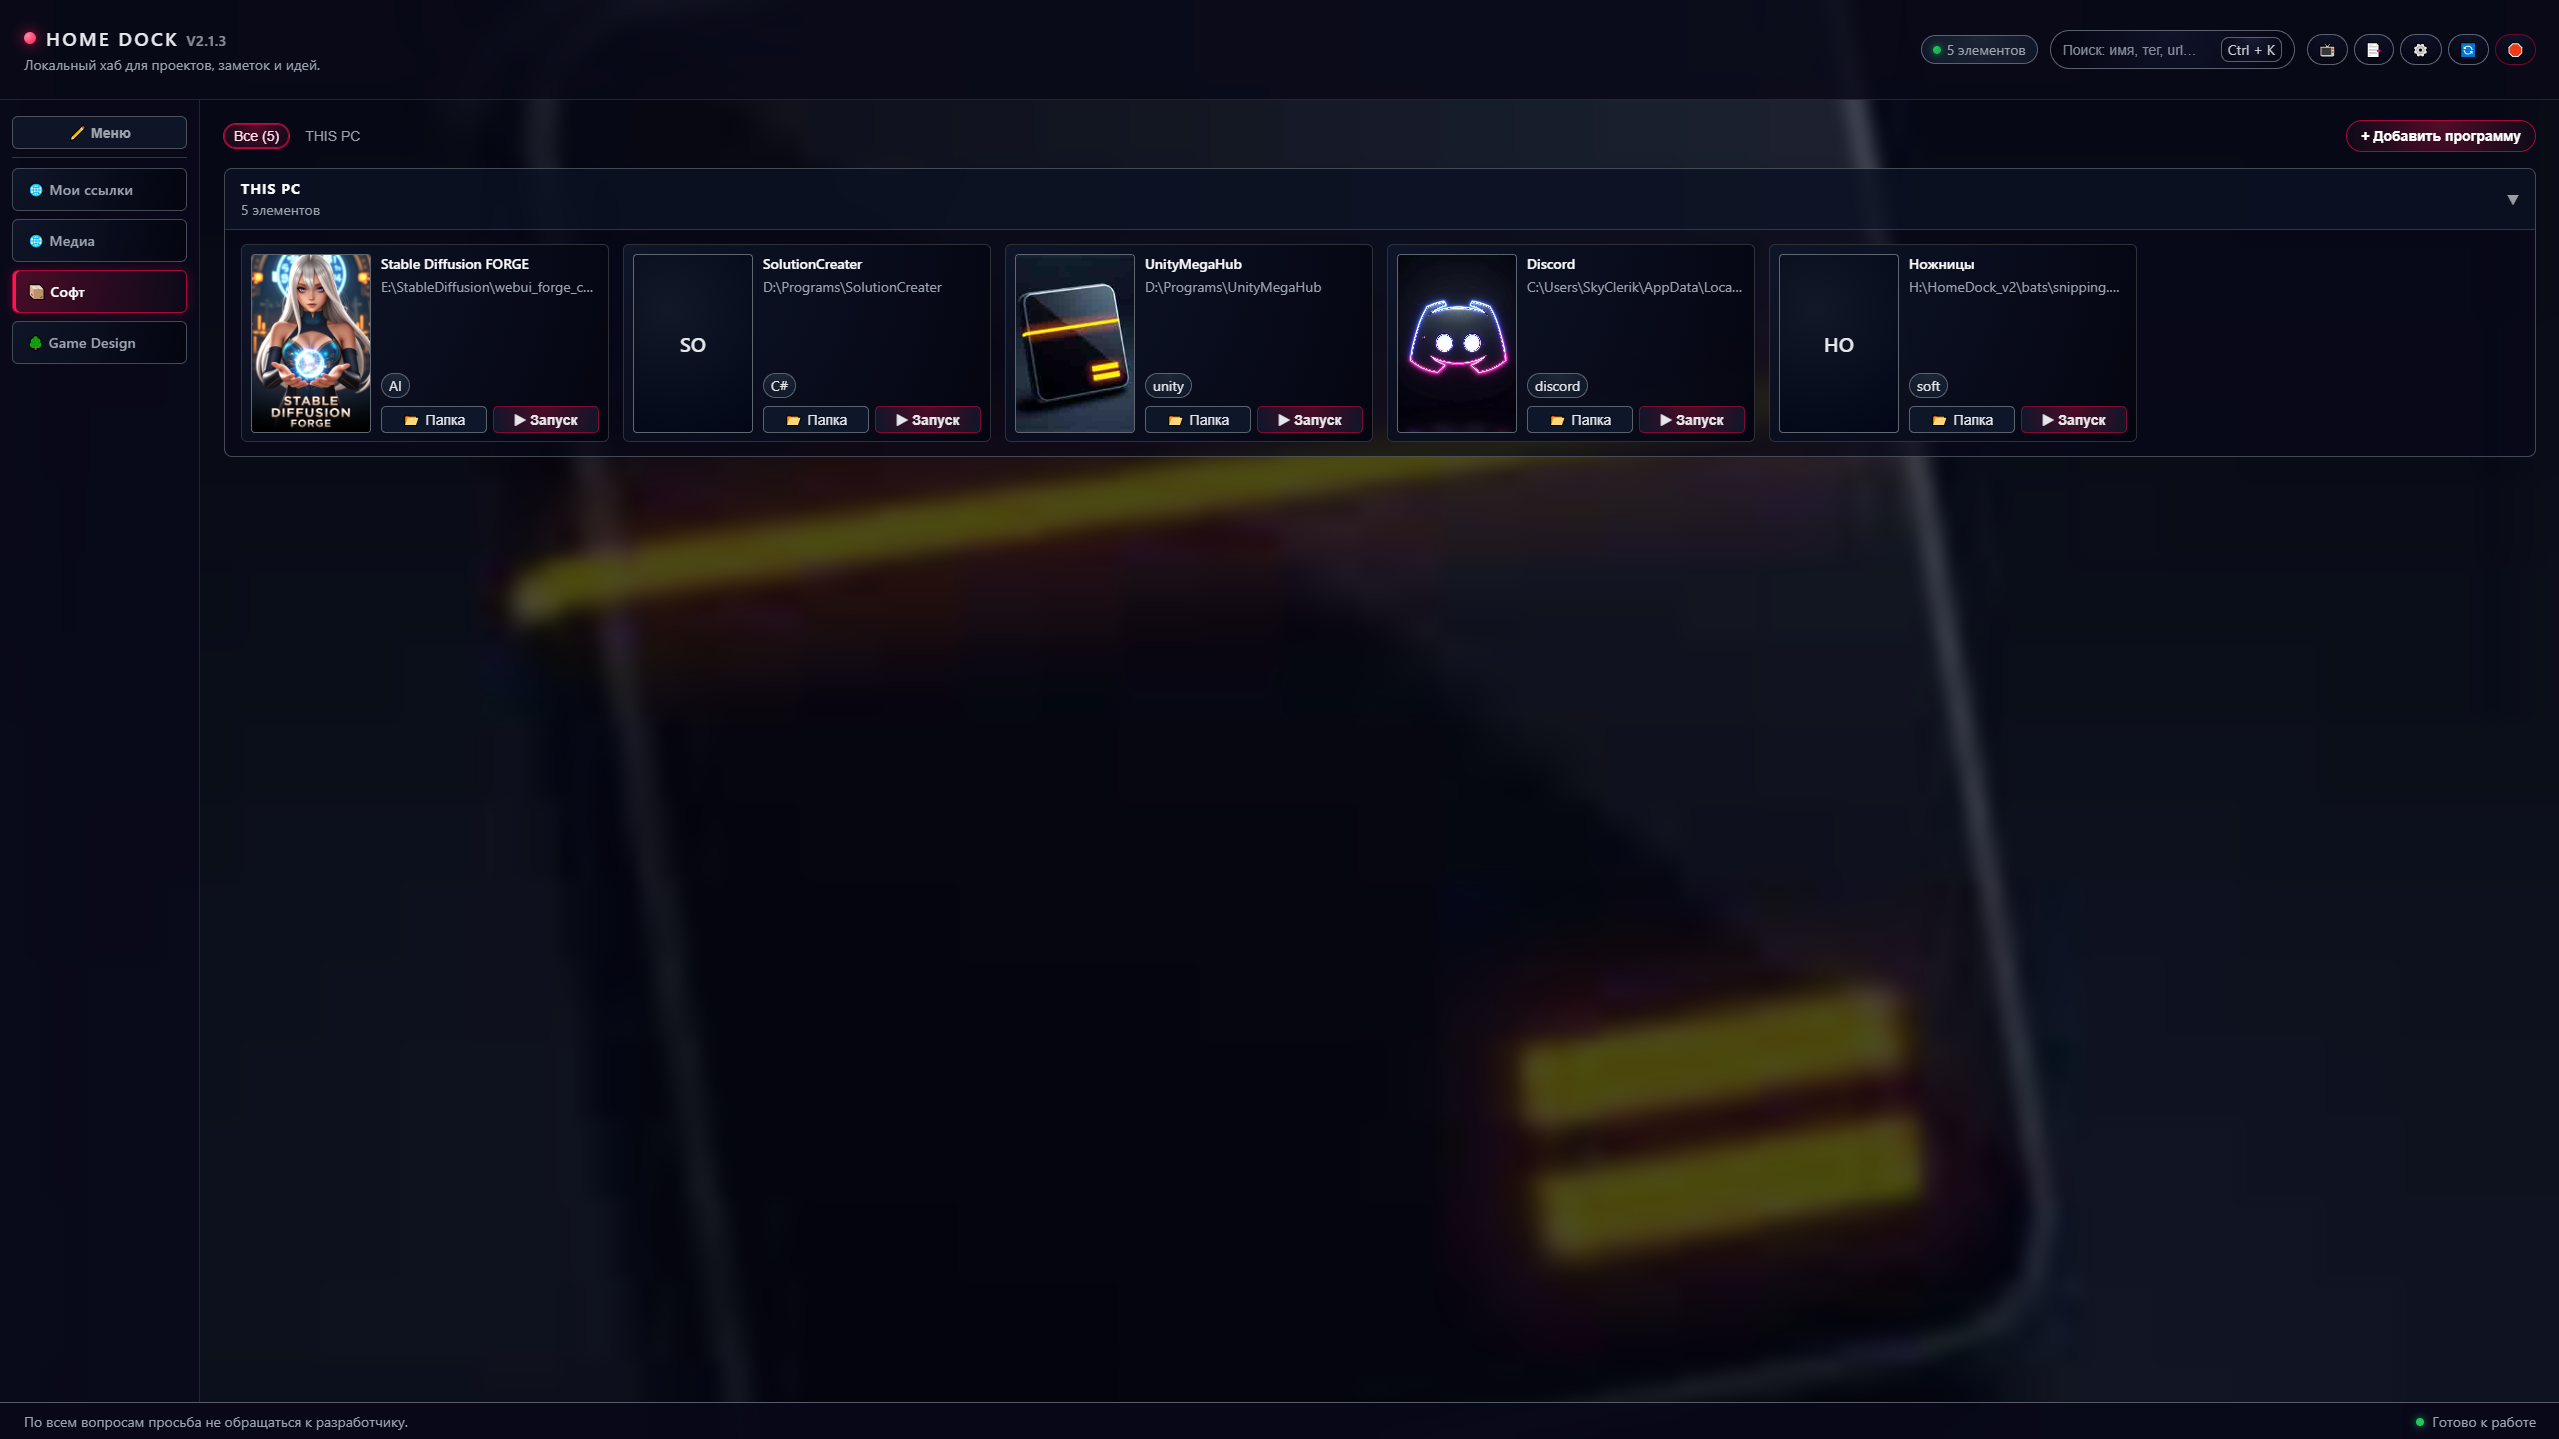 HOME DOCK V2.1.3
Локальный хаб для проектов, заметок и идей.
5 элементов
Поиск: имя, тег, url...
Ctrl + K
Меню
Мои ссылки
Медиа
Софт
Game Design
Все (5)
THIS PC
+ Добавить программу
THIS PC
5 элементов
STABLE
DIFFUSION
FORGE
Stable Diffusion FORGE
E:\StableDiffusion\webui_forge_c...
AI
Папка
Запуск
SO
SolutionCreater
D:\Programs\SolutionCreater
C#
Папка
Запуск
UnityMegaHub
D:\Programs\UnityMegaHub
unity
Папка
Запуск
Discord
C:\Users\SkyClerik\AppData\Loca...
discord
Папка
Запуск
НО
Ножницы
H:\HomeDock_v2\bats\snipping....
soft
Папка
Запуск
По всем вопросам просьба не обращаться к разработчику.
Готово к работе